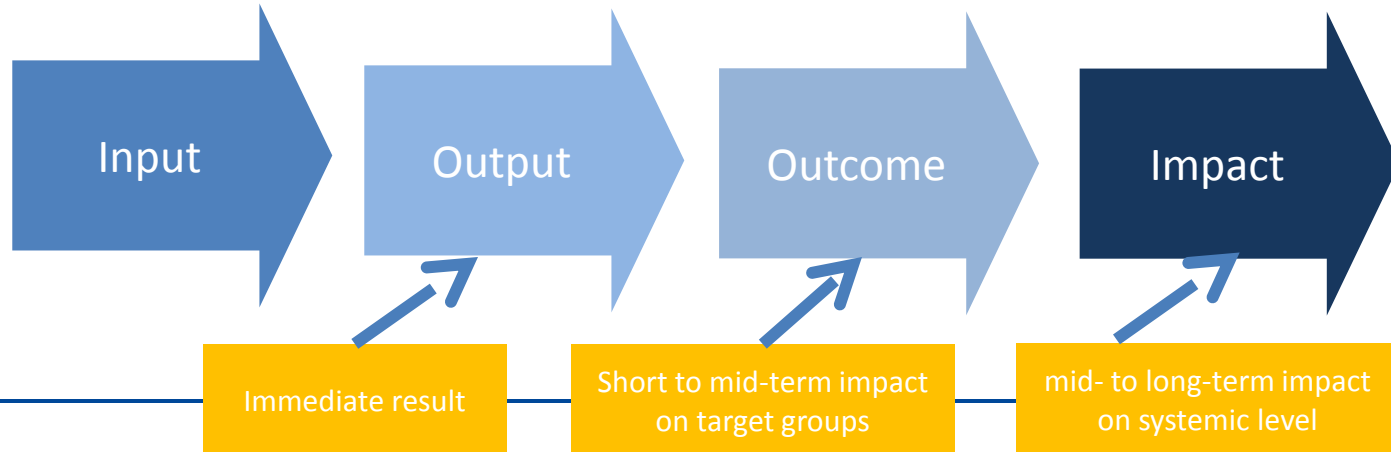 Input
Output
Outcome
Impact
Immediate result
Short to mid-term impact
on target groups
mid- to long-term impact
on systemic level